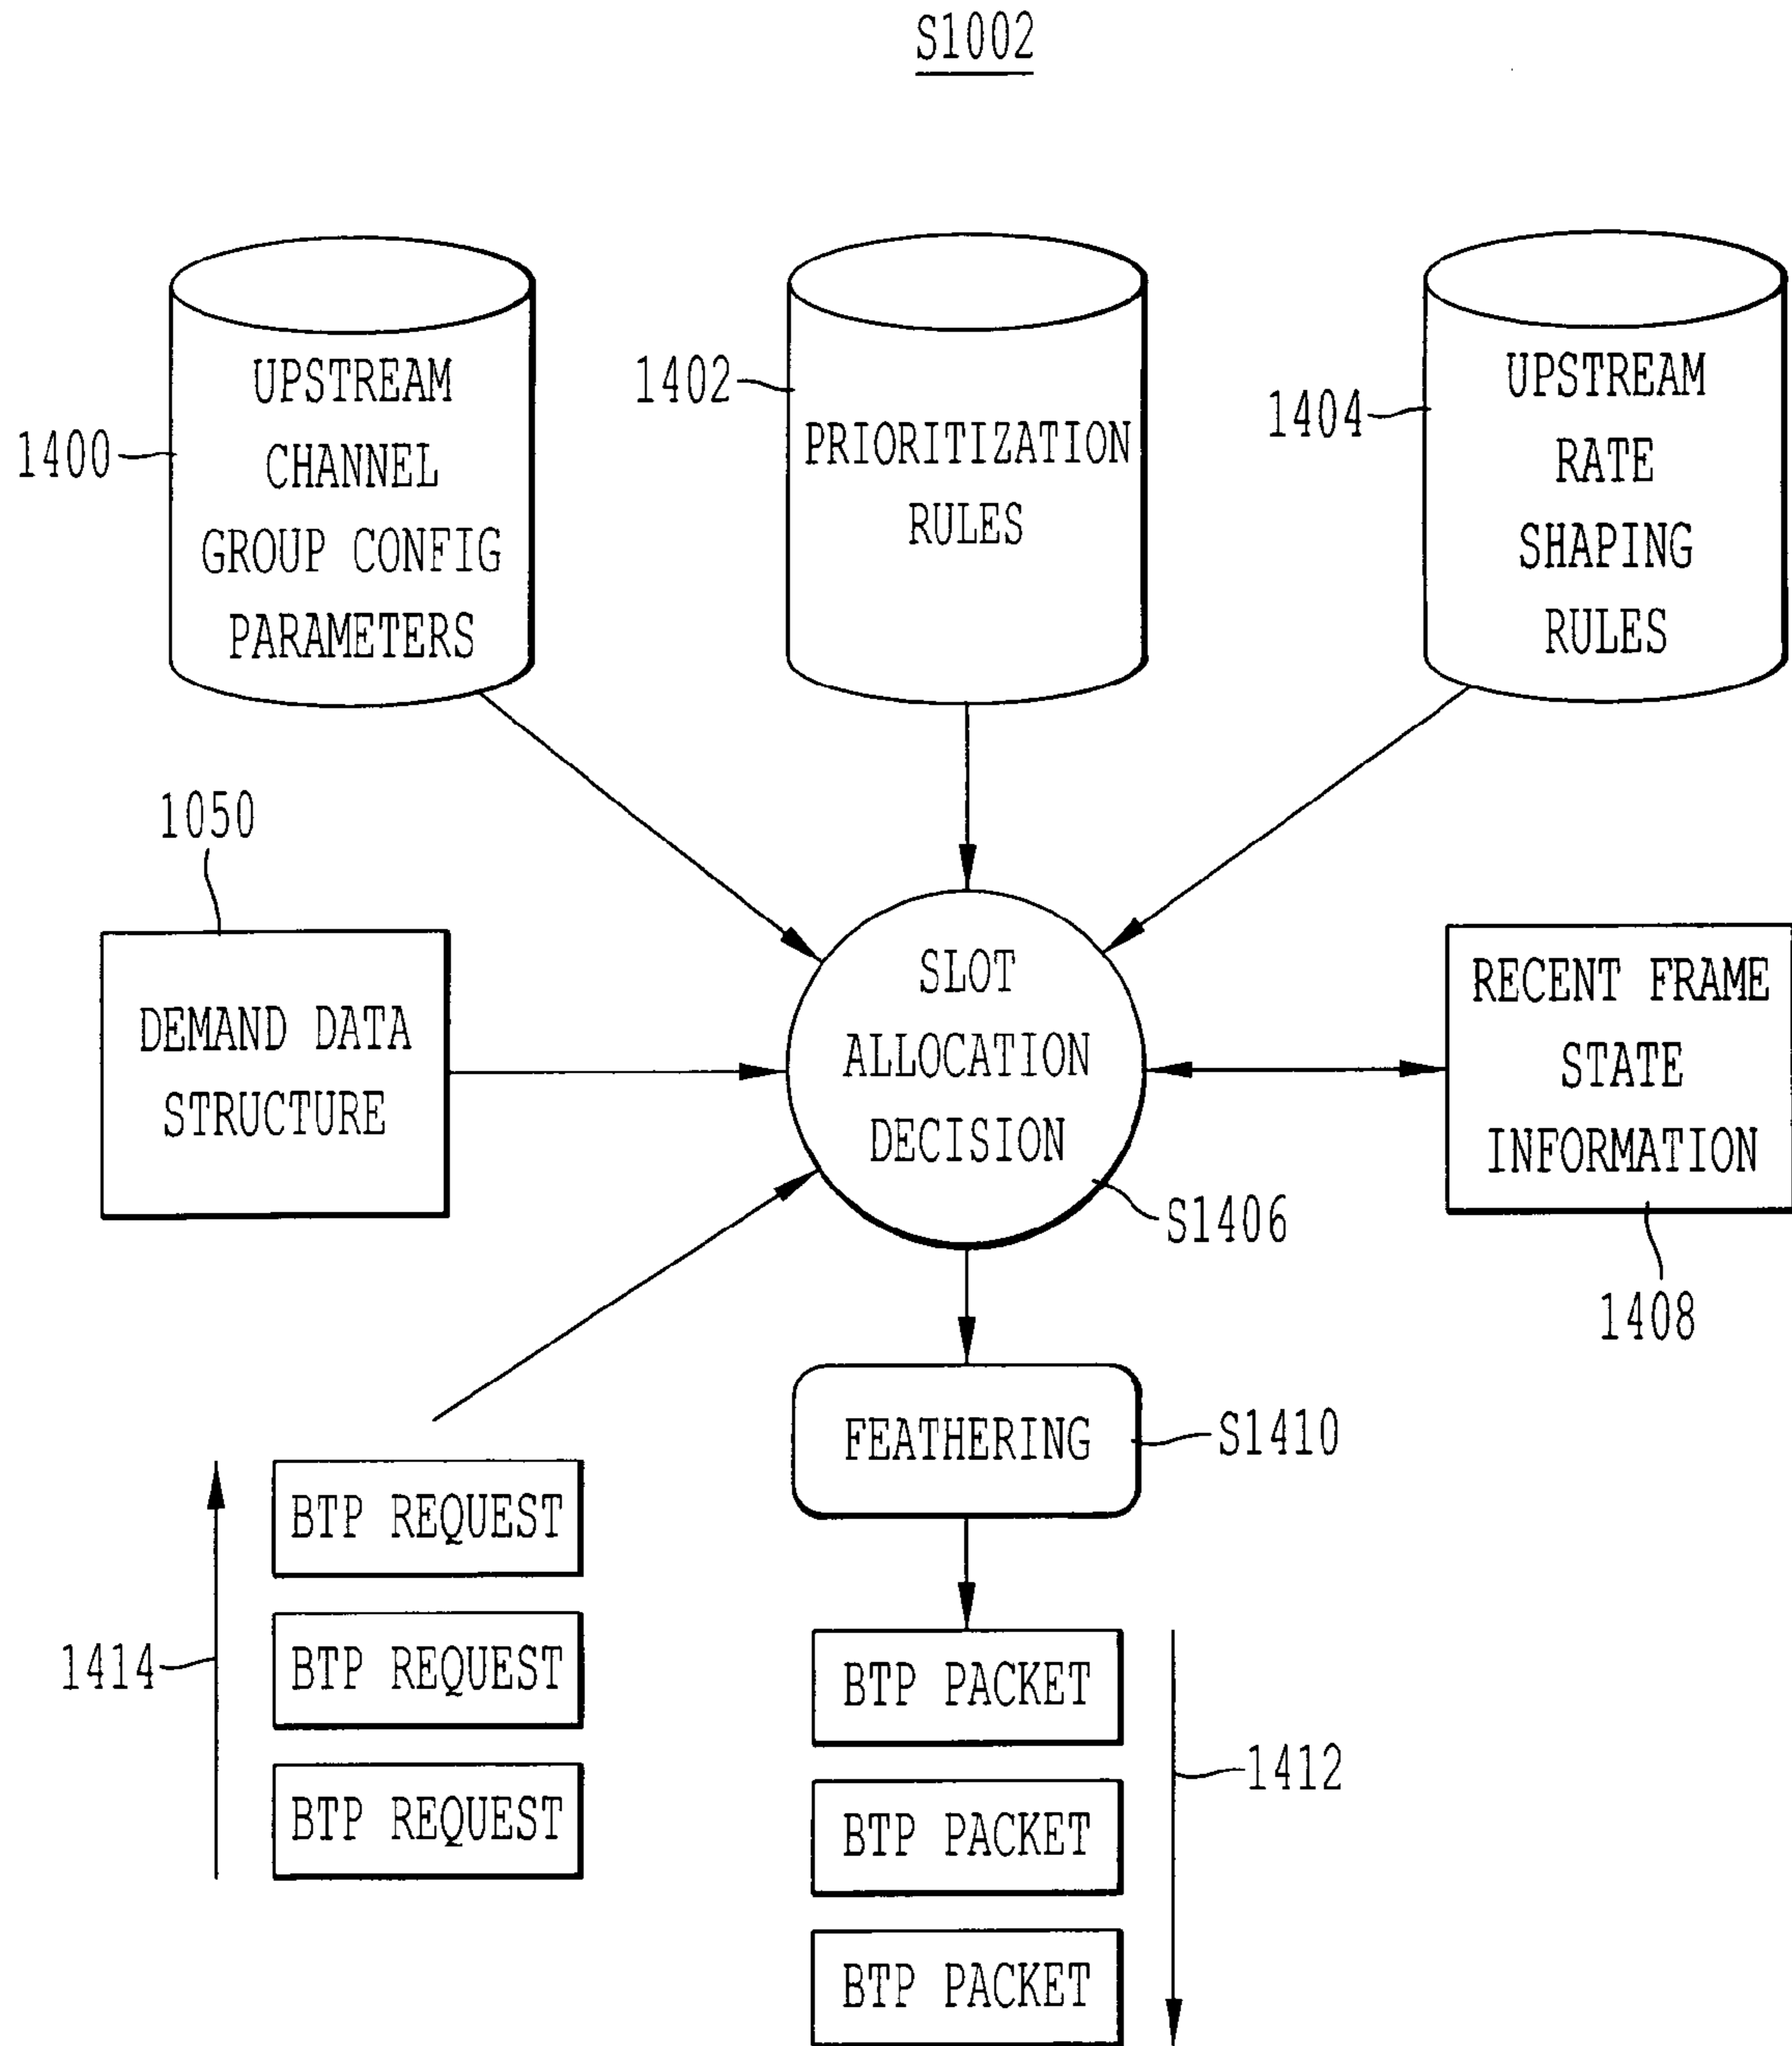 S1002
UPSTREAM
CHANNEL
GROUP CONFIG
PARAMETERS
1400
1402
PRIORITIZATION
RULES
1404
UPSTREAM
RATE
SHAPING
RULES
1050
DEMAND DATA
STRUCTURE
SLOT
ALLOCATION
DECISION
S1406
RECENT FRAME
STATE
INFORMATION
1408
FEATHERING
S1410
1414
BTP REQUEST
BTP REQUEST
BTP REQUEST
BTP PACKET
BTP PACKET
BTP PACKET
1412